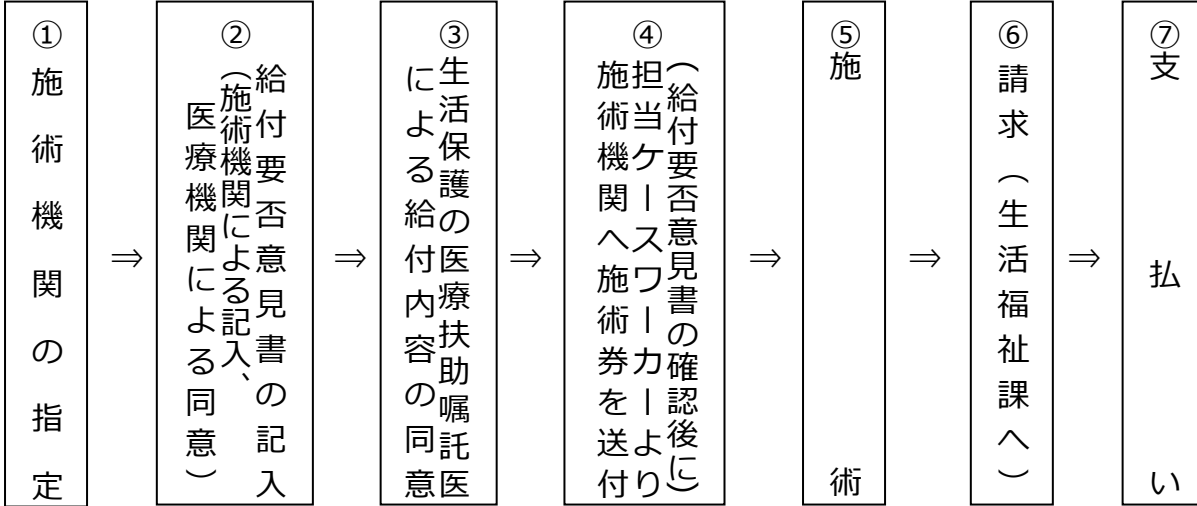 ①
施術機関の指定
⇒
②
給付要否意見書の記入
（施術機関による記入、
医療機関による同意）
⇒
③
生活保護の医療扶助嘱託医
による給付内容の同意
⇒
④
（給付要否意見書の確認後に）
担当ケースワーカーより
施術機関へ施術券を送付
⇒
⑤
施術
⇒
⑥
請求（生活福祉課へ）
⇒
⑦
支払い